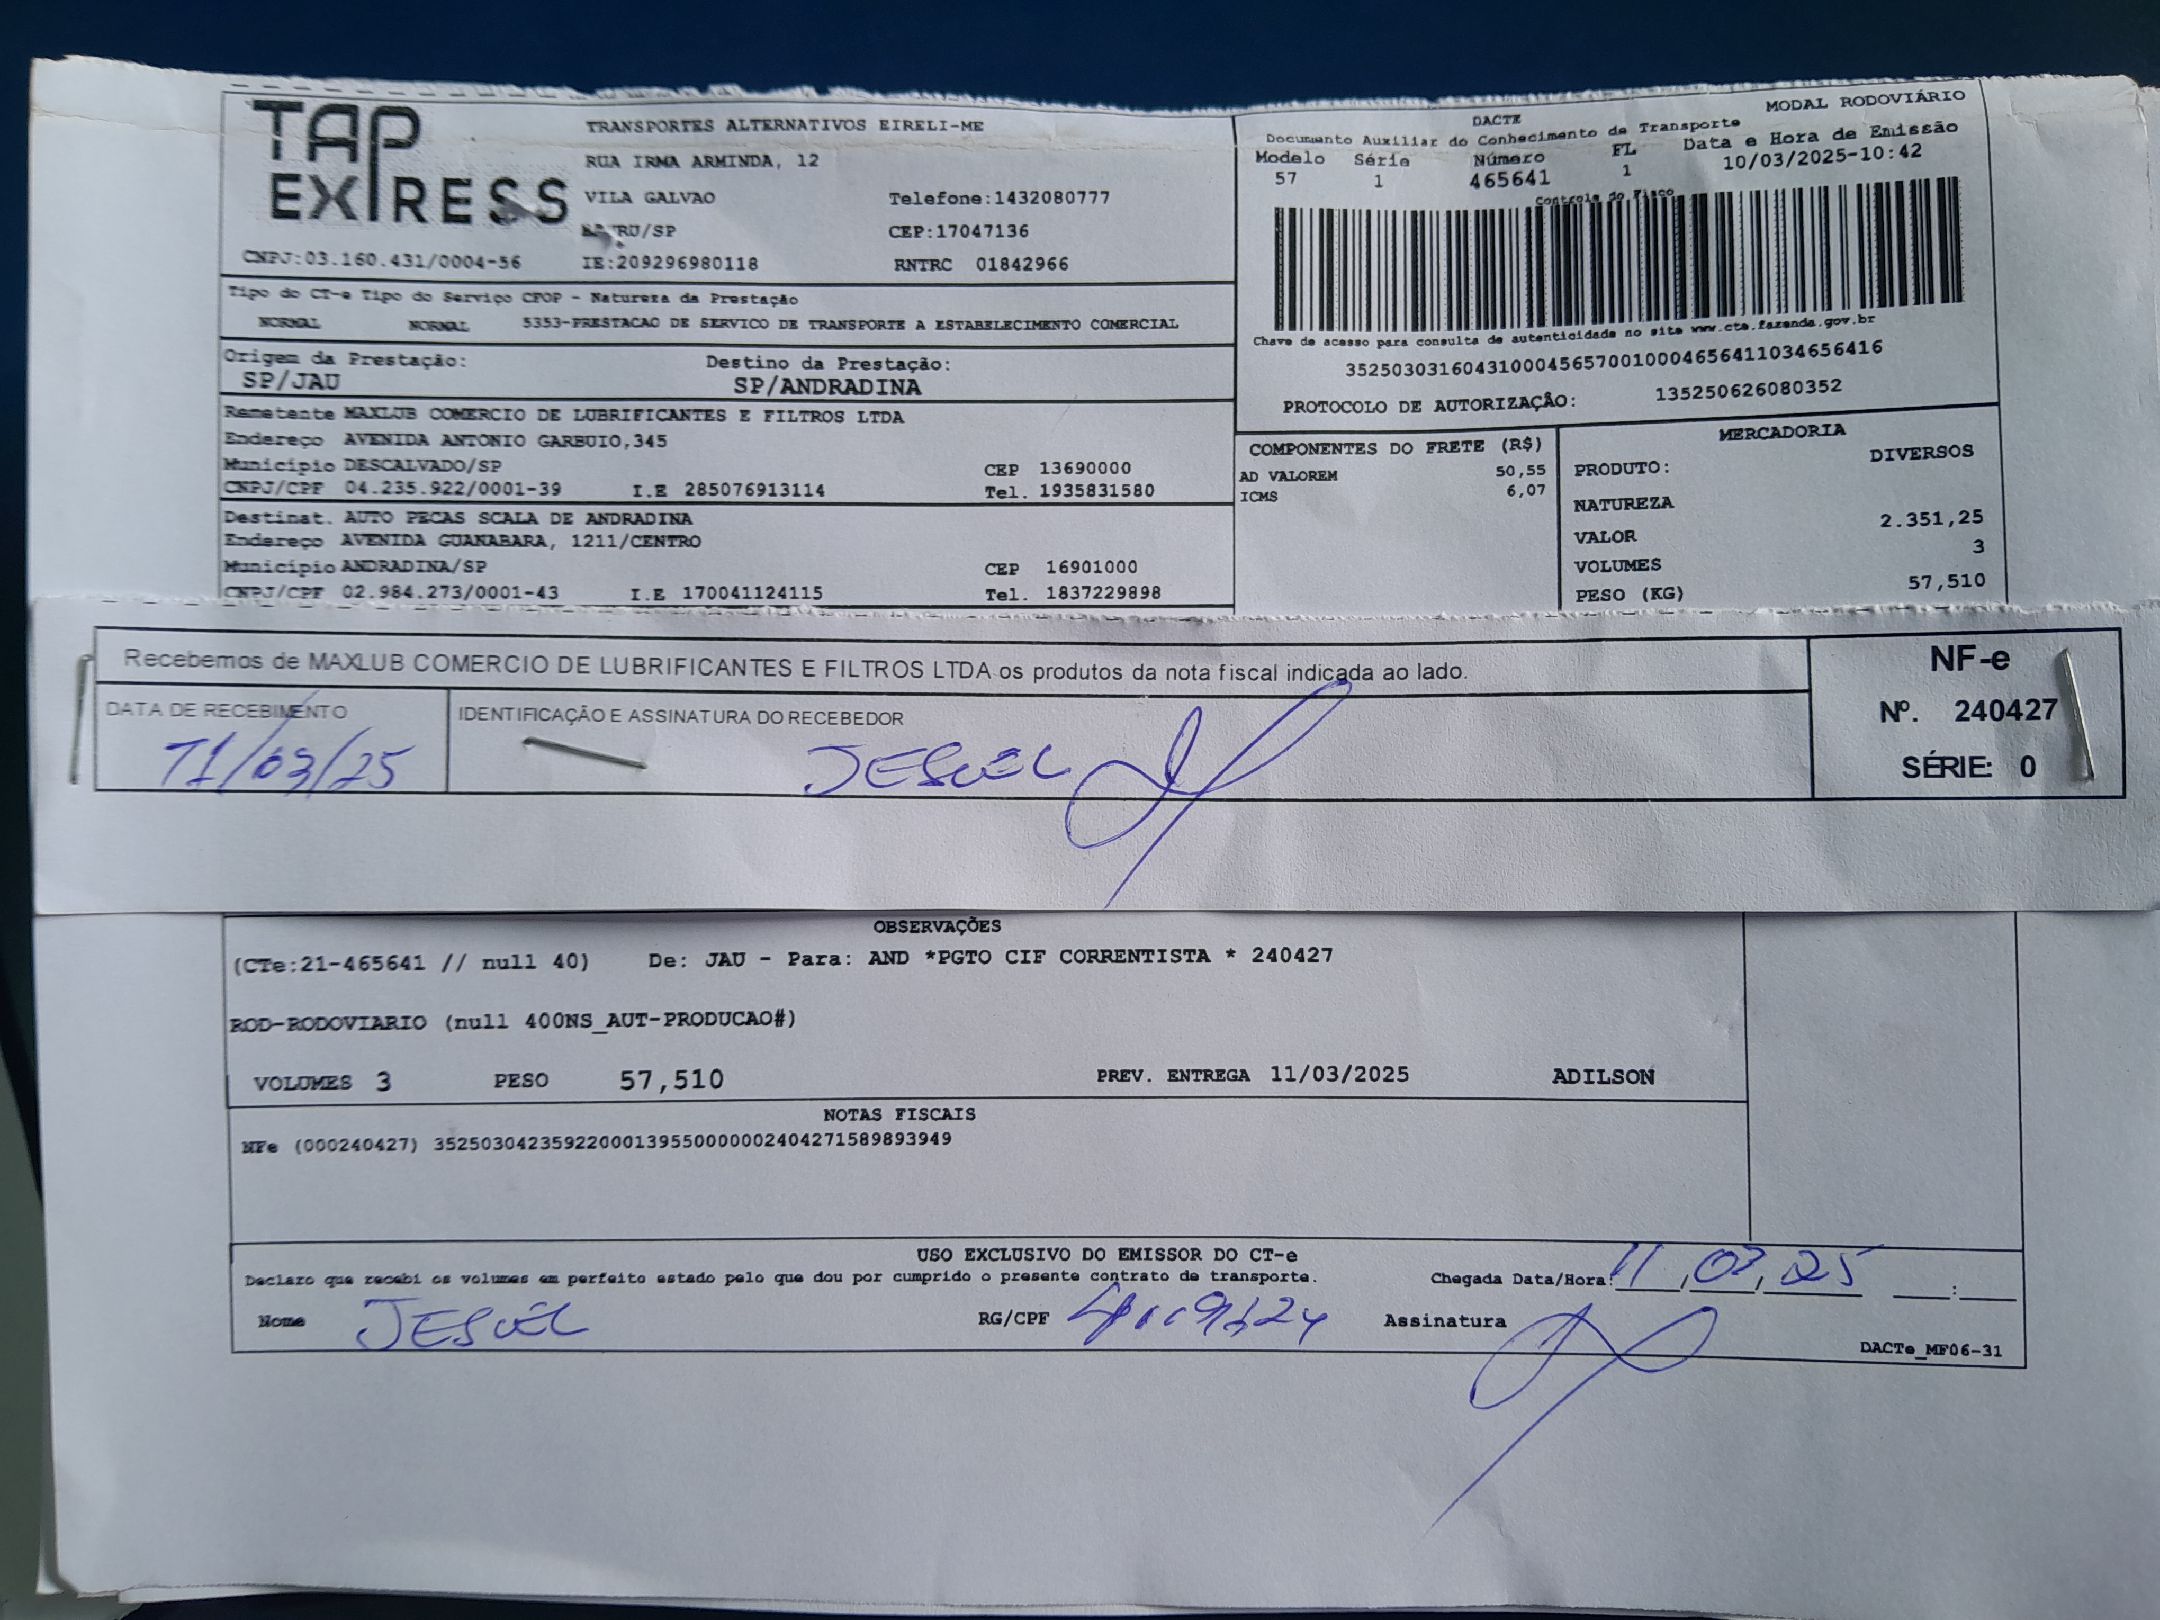 TAP EXPRESS
TRANSPORTES ALTERNATIVOS EIRELI-ME
RUA IRMA ARMINDA, 12
VILA GALVAO Telefone:1432080777
/SP CEP:17047136
CNPJ:03.160.431/0004-56 IE:209296980118 RNTRC 01842966
DACTE MODAL RODOVIÁRIO
Documento Auxiliar do Conhecimento de Transporte
Modelo Série Número FL Data e Hora de Emissão
57 1 465641 1 10/03/2025-10:42
Controle do Fisco
Chave de acesso para consulta de autenticidade no site www.cte.fazenda.gov.br
35250303160431000456570010004656411034656416
PROTOCOLO DE AUTORIZAÇÃO: 135250626080352
Tipo do CT-e Tipo do Serviço CFOP - Natureza da Prestação
NORMAL NORMAL 5353-PRESTACAO DE SERVICO DE TRANSPORTE A ESTABELECIMENTO COMERCIAL
Origem da Prestação: Destino da Prestação:
SP/JAU SP/ANDRADINA
Remetente MAXLUB COMERCIO DE LUBRIFICANTES E FILTROS LTDA
Endereço AVENIDA ANTONIO GARBUIO,345
Município DESCALVADO/SP CEP 13690000
CNPJ/CPF 04.235.922/0001-39 I.E 285076913114 Tel. 1935831580
Destinat. AUTO PECAS SCALA DE ANDRADINA
Endereço AVENIDA GUANABARA, 1211/CENTRO
Município ANDRADINA/SP CEP 16901000
CNPJ/CPF 02.984.273/0001-43 I.E 170041124115 Tel. 1837229898
COMPONENTES DO FRETE (R$)
AD VALOREM 50,55
ICMS 6,07
MERCADORIA
PRODUTO: DIVERSOS
NATUREZA
VALOR 2.351,25
VOLUMES 3
PESO (KG) 57,510
Recebemos de MAXLUB COMERCIO DE LUBRIFICANTES E FILTROS LTDA os produtos da nota fiscal indicada ao lado.
DATA DE RECEBIMENTO IDENTIFICAÇÃO E ASSINATURA DO RECEBEDOR
11/03/25 JESUEL
NF-e
Nº. 240427
SÉRIE: 0
OBSERVAÇÕES
(CTe:21-465641 // null 40) De: JAU - Para: AND *PGTO CIF CORRENTISTA * 240427
ROD-RODOVIARIO (null 400NS_AUT-PRODUCAO#)
VOLUMES 3 PESO 57,510 PREV. ENTREGA 11/03/2025 ADILSON
NOTAS FISCAIS
NFe (000240427) 35250304235922000139550000002404271589893949
USO EXCLUSIVO DO EMISSOR DO CT-e
Declaro que recebi os volumes em perfeito estado pelo que dou por cumprido o presente contrato de transporte. Chegada Data/Hora: 11,03,25 :
Nome JESUEL RG/CPF Assinatura
DACTe_MF06-31